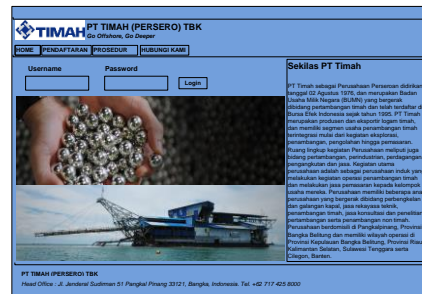 TIMAH
PT TIMAH (PERSERO) TBK
Go Offshore, Go Deeper
HOME PENDAFTARAN PROSEDUR HUBUNGI KAMI
Username Password
Login
Sekilas PT Timah
PT Timah sebagai Perusahaan Perseroan didirikan
tanggal 02 Agustus 1976, dan merupakan Badan
Usaha Milik Negara (BUMN) yang bergerak
dibidang pertambangan timah dan telah terdaftar di
Bursa Efek Indonesia sejak tahun 1995. PT Timah
merupakan produsen dan eksportir logam timah,
dan memiliki segmen usaha penambangan timah
terintegrasi mulai dari kegiatan eksplorasi,
penambangan, pengolahan hingga pemasaran.
Ruang lingkup kegiatan Perusahaan meliputi juga
bidang pertambangan, perindustrian, perdagangan,
pengangkutan dan jasa. Kegiatan utama
perusahaan adalah sebagai perusahaan induk yang
melakukan kegiatan operasi penambangan timah
dan melakukan jasa pemasaran kepada kelompok
usaha mereka. Perusahaan memiliki beberapa anak
perusahaan yang bergerak dibidang perbengkelan
dan galangan kapal, jasa rekayasa teknik,
penambangan timah, jasa konsultasi dan penelitian
pertambangan serta penambangan non timah.
Perusahaan berdomisili di Pangkalpinang, Provinsi
Bangka Belitung dan memiliki wilayah operasi di
Provinsi Kepulauan Bangka Belitung, Provinsi Riau,
Kalimantan Selatan, Sulawesi Tenggara serta
Cilegon, Banten.
PT TIMAH (PERSERO) TBK
Head Office : Jl. Jenderal Sudirman 51 Pangkal Pinang 33121, Bangka, Indonesia. Tel. +62 717 425 8000